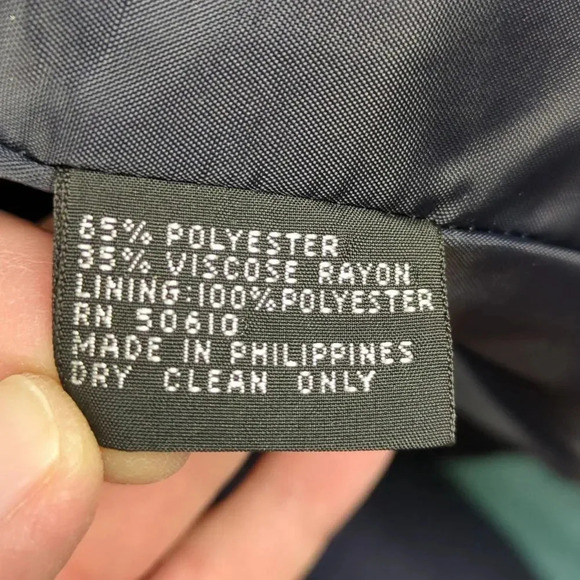 65% POLYESTER
35% VISCOSE RAYON
LINING:100%POLYESTER
RN 50610
MADE IN PHILIPPINES
DRY CLEAN ONLY